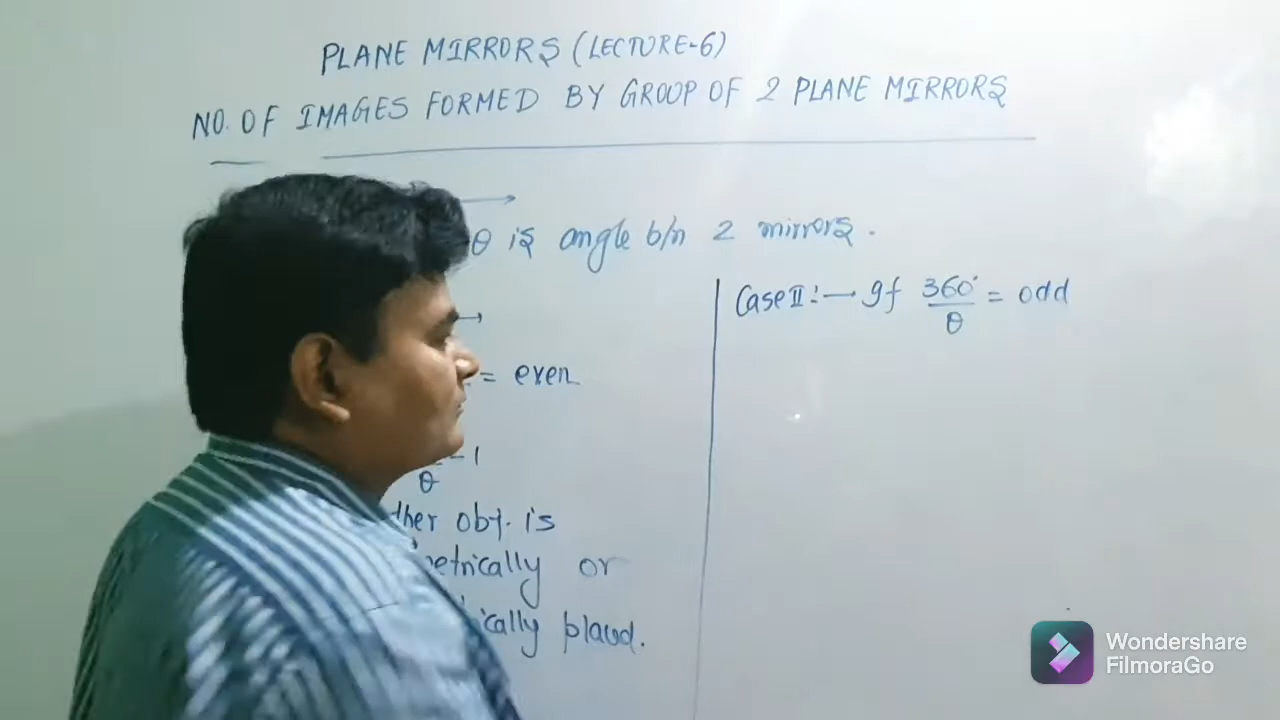 PLANE MIRRORS (LECTURE-6)
NO. OF IMAGES FORMED BY GROUP OF 2 PLANE MIRRORS
θ is angle b/n 2 mirrors.
= even
- 1
θ
ther obj. is
etrically or
ically placed.
Case II :- If 360°/θ = odd
Wondershare
FilmoraGo